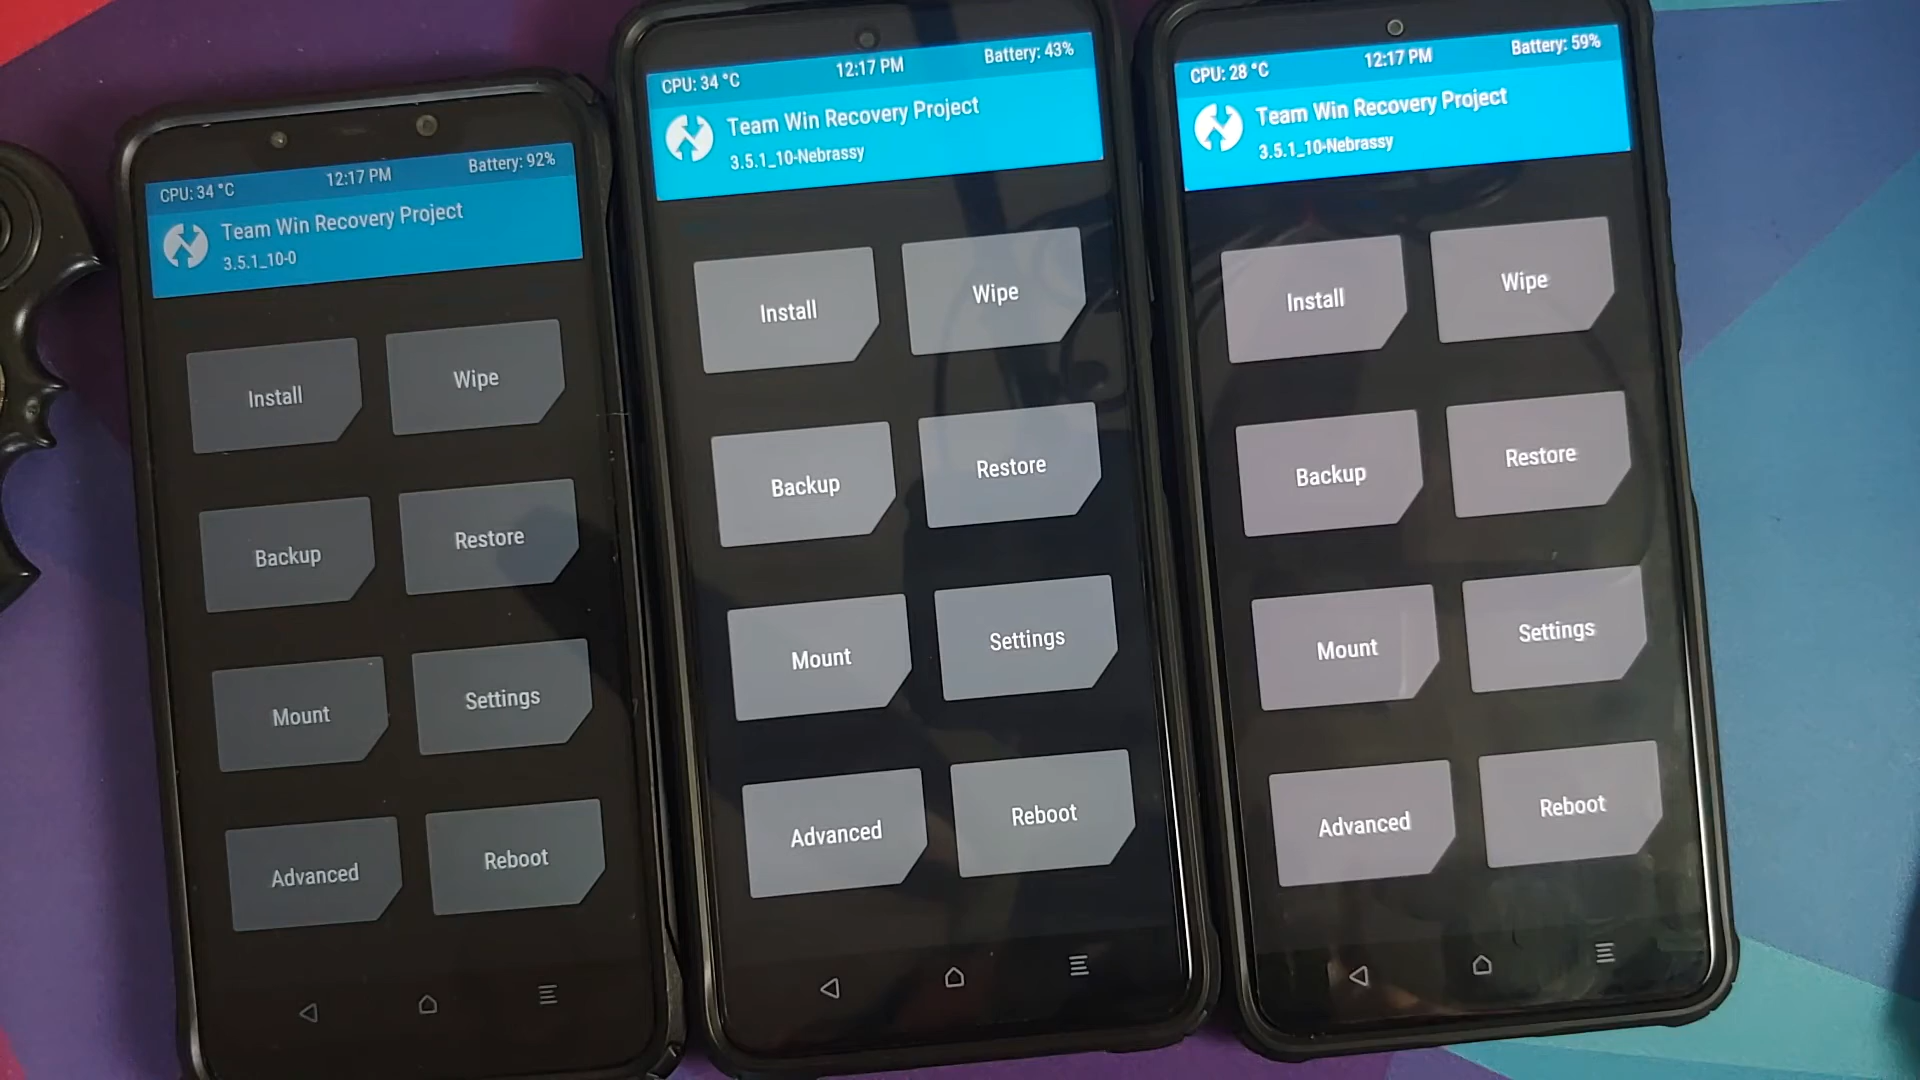 CPU: 34 °C 12:17 PM Battery: 92%
Team Win Recovery Project
3.5.1_10-0
Install Wipe
Backup Restore
Mount Settings
Advanced Reboot
CPU: 34 °C 12:17 PM Battery: 43%
Team Win Recovery Project
3.5.1_10-Nebrassy
Install Wipe
Backup Restore
Mount Settings
Advanced Reboot
CPU: 28 °C 12:17 PM Battery: 59%
Team Win Recovery Project
3.5.1_10-Nebrassy
Install Wipe
Backup Restore
Mount Settings
Advanced Reboot